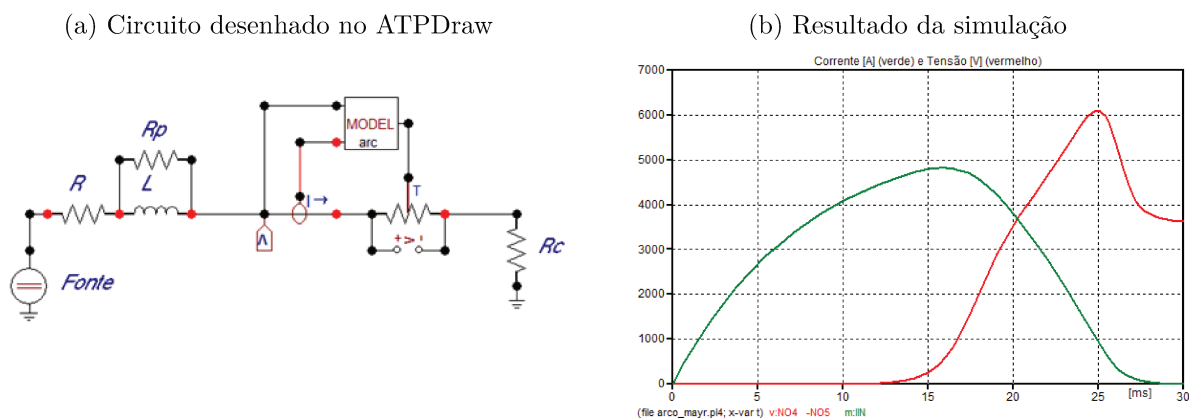 (a) Circuito desenhado no ATPDraw
Rp
R
L
MODEL
arc
I→
T
V
+>-
Rc
Fonte
(b) Resultado da simulação
Corrente [A] (verde) e Tensão [V] (vermelho)
7000
6000
5000
4000
3000
2000
1000
0
0 5 10 15 20 25 [ms] 30
(file arco_mayr.pl4; x-var t) v:NO4 -NO5 m:IIN